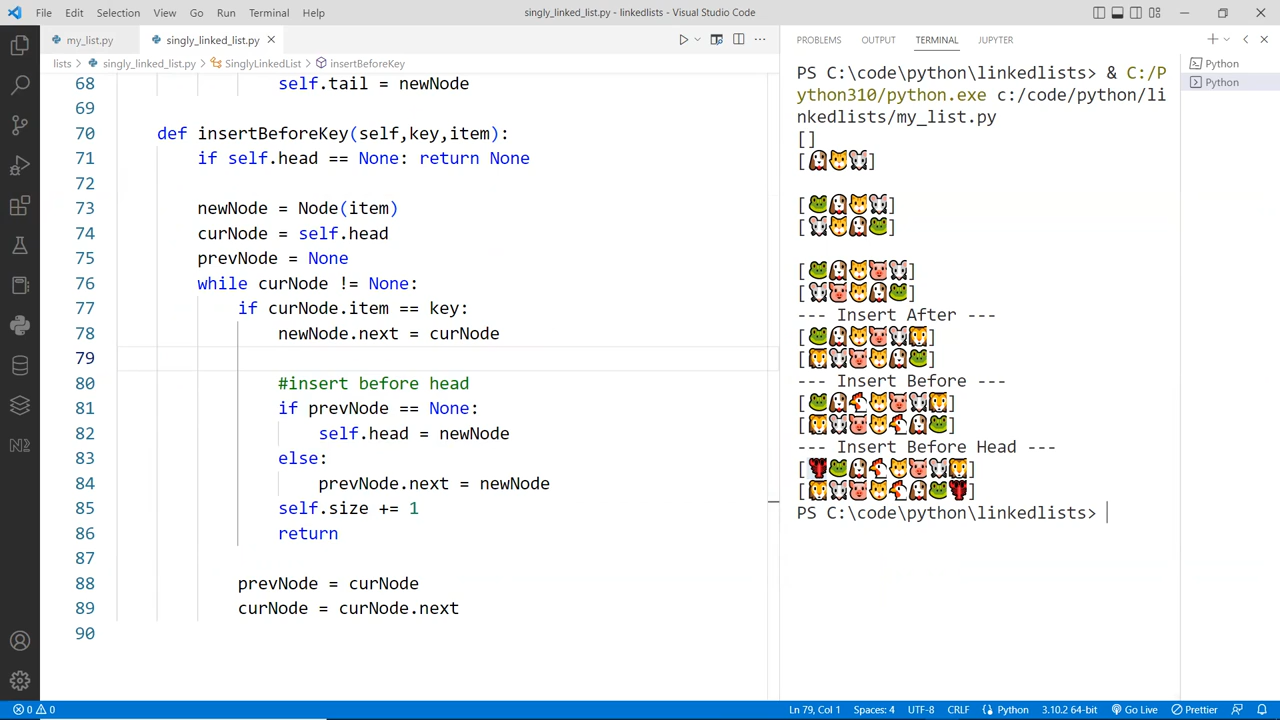 File Edit Selection View Go Run Terminal Help singly_linked_list.py - linkedlists - Visual Studio Code
my_list.py singly_linked_list.py
lists > singly_linked_list.py > SinglyLinkedList > insertBeforeKey
68 self.tail = newNode
69
70 def insertBeforeKey(self,key,item):
71 if self.head == None: return None
72
73 newNode = Node(item)
74 curNode = self.head
75 prevNode = None
76 while curNode != None:
77 if curNode.item == key:
78 newNode.next = curNode
79
80 #insert before head
81 if prevNode == None:
82 self.head = newNode
83 else:
84 prevNode.next = newNode
85 self.size += 1
86 return
87
88 prevNode = curNode
89 curNode = curNode.next
90
PROBLEMS OUTPUT TERMINAL JUPYTER
PS C:\code\python\linkedlists> & C:/P
ython310/python.exe c:/code/python/li
nkedlists/my_list.py
[]
[🐶🐱🐭]
[🐸🐶🐱🐭]
[🐭🐱🐶🐸]
[🐸🐶🐱🐷🐭]
[🐭🐷🐱🐶🐸]
--- Insert After ---
[🐸🐶🐱🐷🐭🐯]
[🐯🐭🐷🐱🐶🐸]
--- Insert Before ---
[🐸🐶🐔🐱🐷🐭🐯]
[🐯🐭🐷🐱🐔🐶🐸]
--- Insert Before Head ---
[🦞🐸🐶🐔🐱🐷🐭🐯]
[🐯🐭🐷🐱🐔🐶🐸🦞]
PS C:\code\python\linkedlists>
Python
Python
0 0 Ln 79, Col 1 Spaces: 4 UTF-8 CRLF Python 3.10.2 64-bit Go Live Prettier